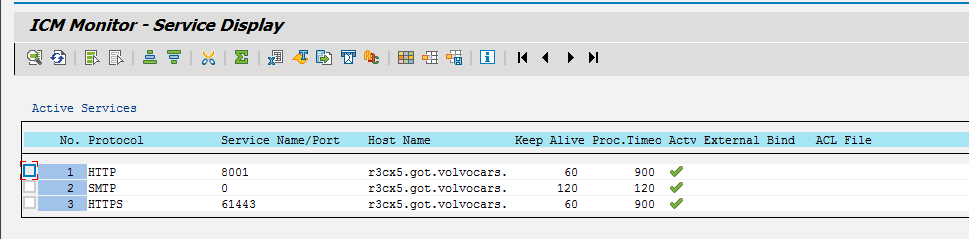 ICM Monitor - Service Display
Active Services
No. Protocol Service Name/Port Host Name Keep Alive Proc.Timeo Actv External Bind ACL File
1 HTTP 8001 r3cx5.got.volvocars. 60 900
2 SMTP 0 r3cx5.got.volvocars. 120 120
3 HTTPS 61443 r3cx5.got.volvocars. 60 900